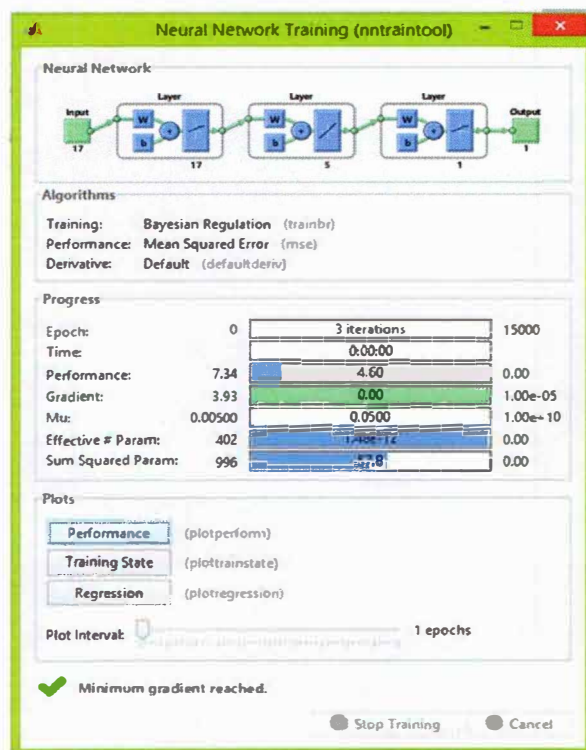 Neural Network Training (nntraintool)
Neural Network
Layer Layer Layer
Input Output
W W W
b b b
17 1
17 5 1
Algorithms
Training: Bayesian Regulation (trainbr)
Performance: Mean Squared Error (mse)
Derivative: Default (defaultderiv)
Progress
Epoch: 0 3 iterations 15000
Time: 0:00:00
Performance: 7.34 4.60 0.00
Gradient: 3.93 0.00 1.00e-05
Mu: 0.00500 0.0500 1.00e+10
Effective # Param: 402 0.00
Sum Squared Param: 996 0.00
Plots
Performance (plotperform)
Training State (plottrainstate)
Regression (plotregression)
Plot Interval: 1 epochs
Minimum gradient reached.
Stop Training Cancel